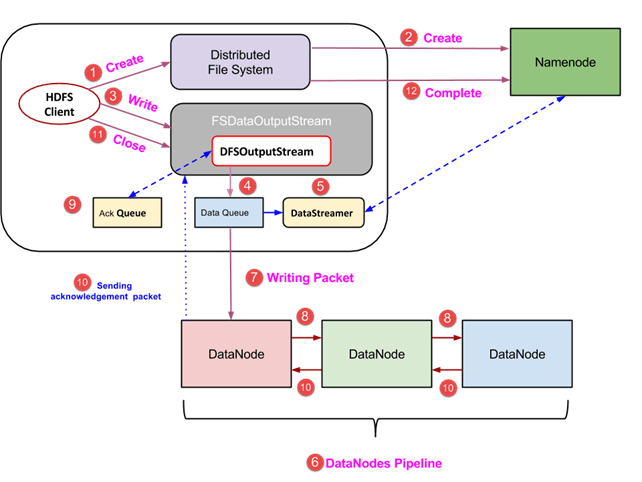 1 Create
Distributed
File System
2 Create
Namenode
HDFS
Client
3 Write
12 Complete
11 Close
FSDataOutputStream
DFSOutputStream
4
5
9
Ack Queue
Data Queue
DataStreamer
10 Sending
acknowledgement packet
7 Writing Packet
8
8
DataNode
DataNode
DataNode
10
10
6 DataNodes Pipeline